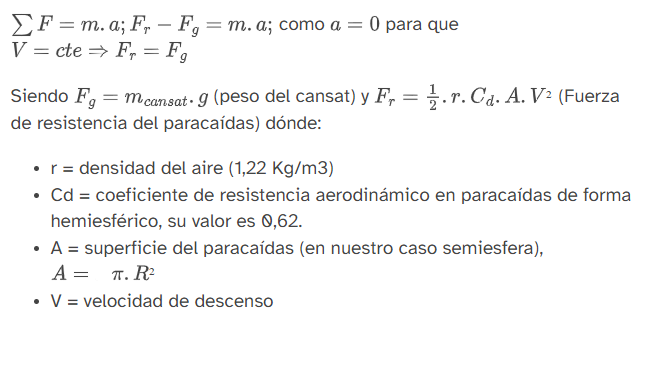 ∑ F = m. a; F_r − F_g = m. a; como a = 0 para que
V = cte ⇒ F_r = F_g
Siendo F_g = m_cansat. g (peso del cansat) y F_r = 1/2 . r. C_d. A. V² (Fuerza
de resistencia del paracaídas) dónde:
• r = densidad del aire (1,22 Kg/m3)
• Cd = coeficiente de resistencia aerodinámico en paracaídas de forma
hemiesférico, su valor es 0,62.
• A = superficie del paracaídas (en nuestro caso semiesfera),
A = π. R²
• V = velocidad de descenso